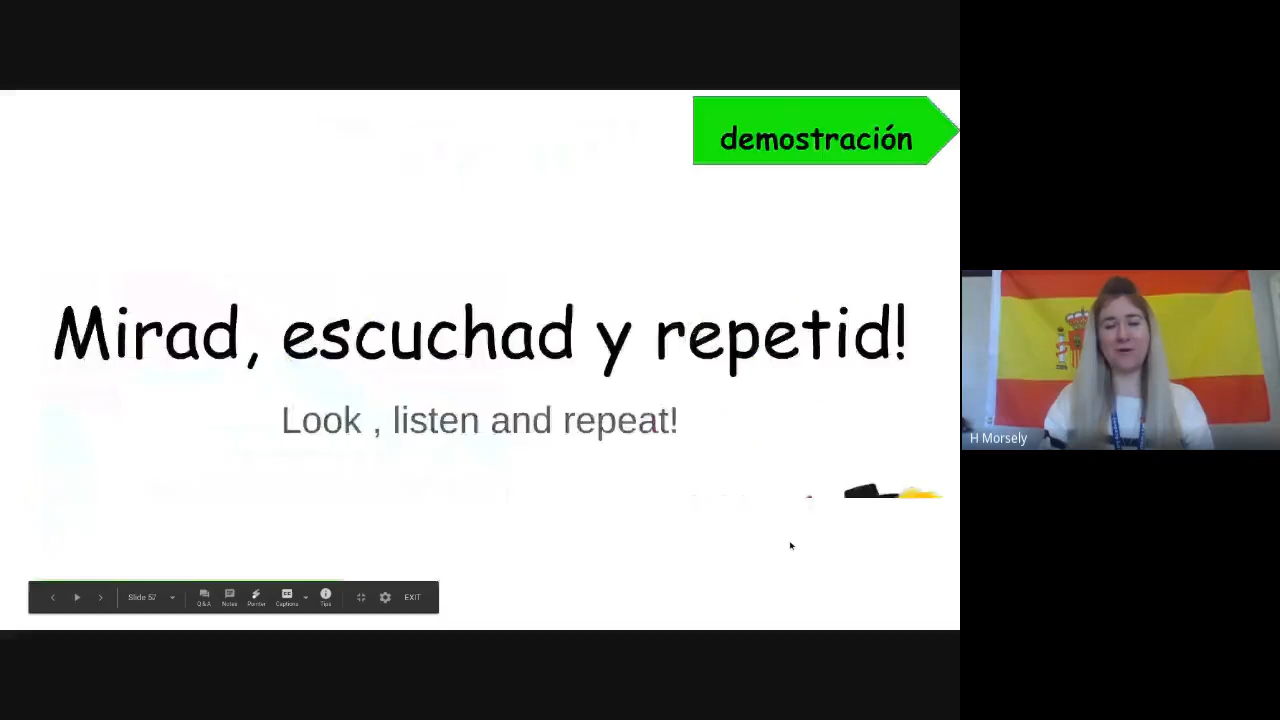 demostración
Mirad, escuchad y repetid!
Look , listen and repeat!
H Morsely
Slide 57
Q&A Notes Pointer Captions Tips EXIT